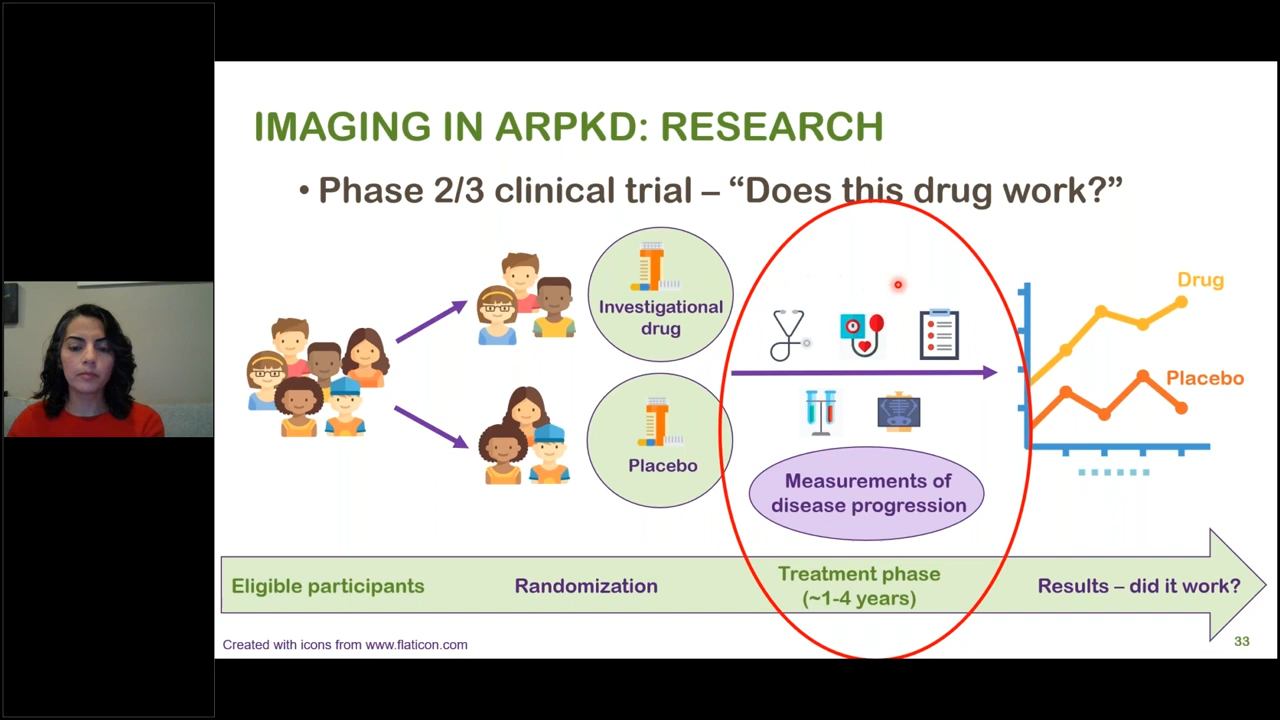 IMAGING IN ARPKD: RESEARCH
• Phase 2/3 clinical trial – “Does this drug work?”
Investigational
drug
Placebo
Measurements of
disease progression
Drug
Placebo
Eligible participants
Randomization
Treatment phase
(~1-4 years)
Results – did it work?
Created with icons from www.flaticon.com
33